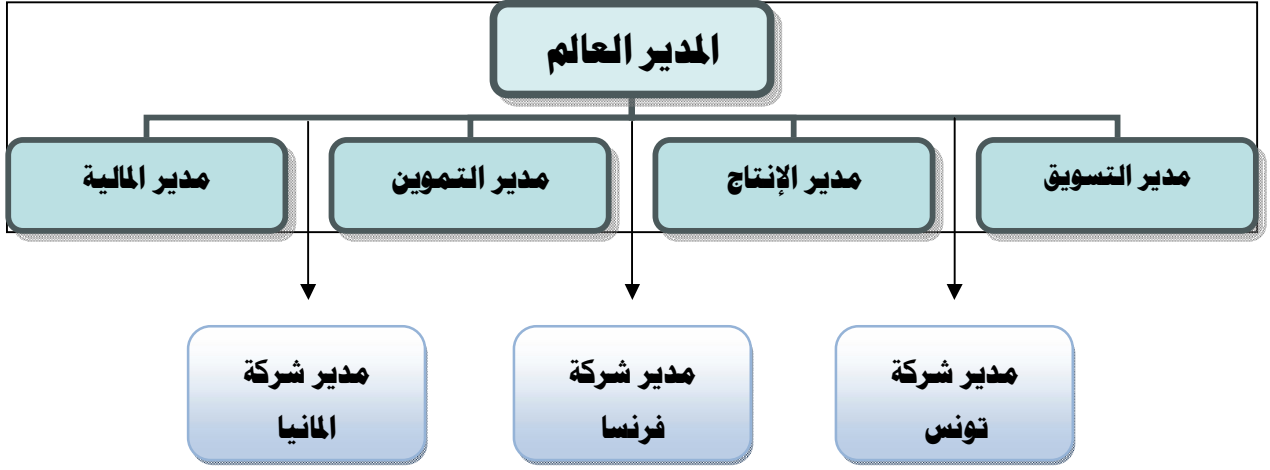 المدير العالم
مدير التسويق
مدير الإنتاج
مدير التموين
مدير المالية
مدير شركة
تونس
مدير شركة
فرنسا
مدير شركة
المانيا